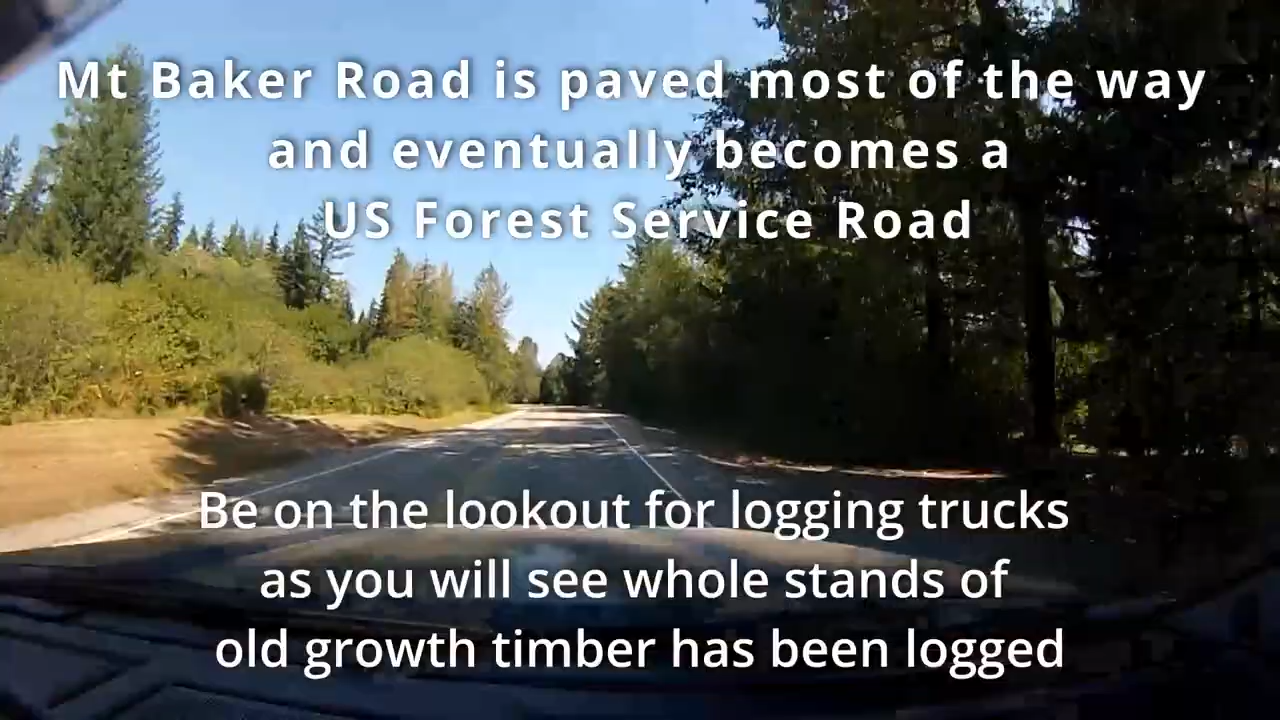 Mt Baker Road is paved most of the way
and eventually becomes a
US Forest Service Road
Be on the lookout for logging trucks
as you will see whole stands of
old growth timber has been logged